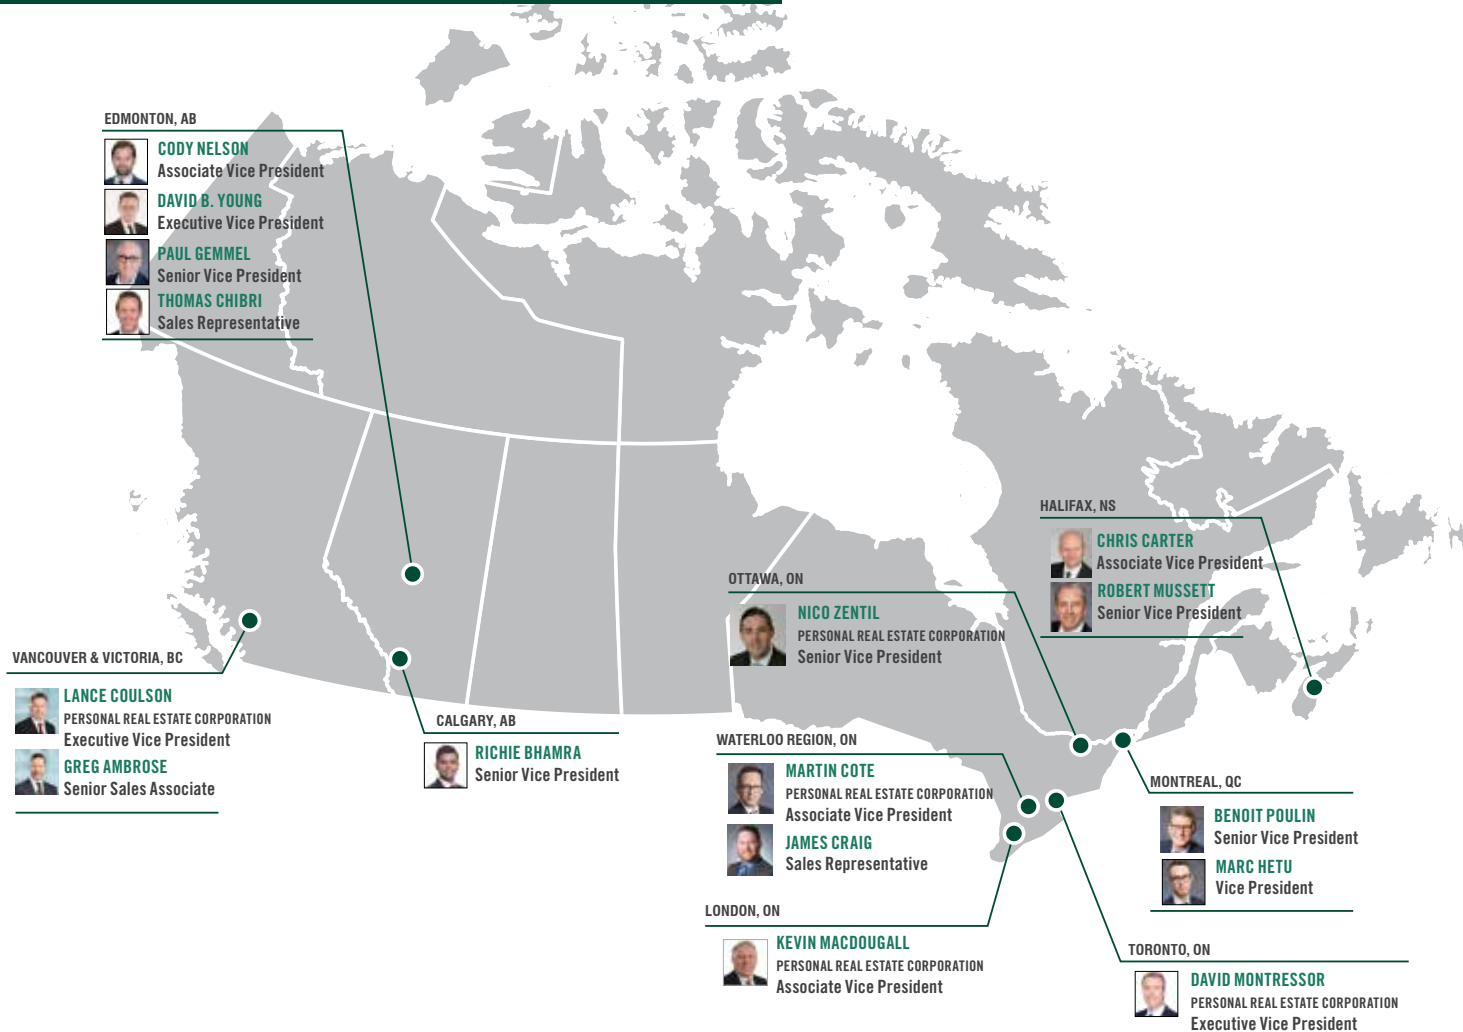 EDMONTON, AB
CODY NELSON
Associate Vice President
DAVID B. YOUNG
Executive Vice President
PAUL GEMMEL
Senior Vice President
THOMAS CHIBRI
Sales Representative
HALIFAX, NS
CHRIS CARTER
Associate Vice President
ROBERT MUSSETT
Senior Vice President
OTTAWA, ON
NICO ZENTIL
PERSONAL REAL ESTATE CORPORATION
Senior Vice President
VANCOUVER & VICTORIA, BC
LANCE COULSON
PERSONAL REAL ESTATE CORPORATION
Executive Vice President
GREG AMBROSE
Senior Sales Associate
CALGARY, AB
RICHIE BHAMRA
Senior Vice President
WATERLOO REGION, ON
MARTIN COTE
PERSONAL REAL ESTATE CORPORATION
Associate Vice President
JAMES CRAIG
Sales Representative
MONTREAL, QC
BENOIT POULIN
Senior Vice President
MARC HETU
Vice President
LONDON, ON
KEVIN MACDOUGALL
PERSONAL REAL ESTATE CORPORATION
Associate Vice President
TORONTO, ON
DAVID MONTRESSOR
PERSONAL REAL ESTATE CORPORATION
Executive Vice President